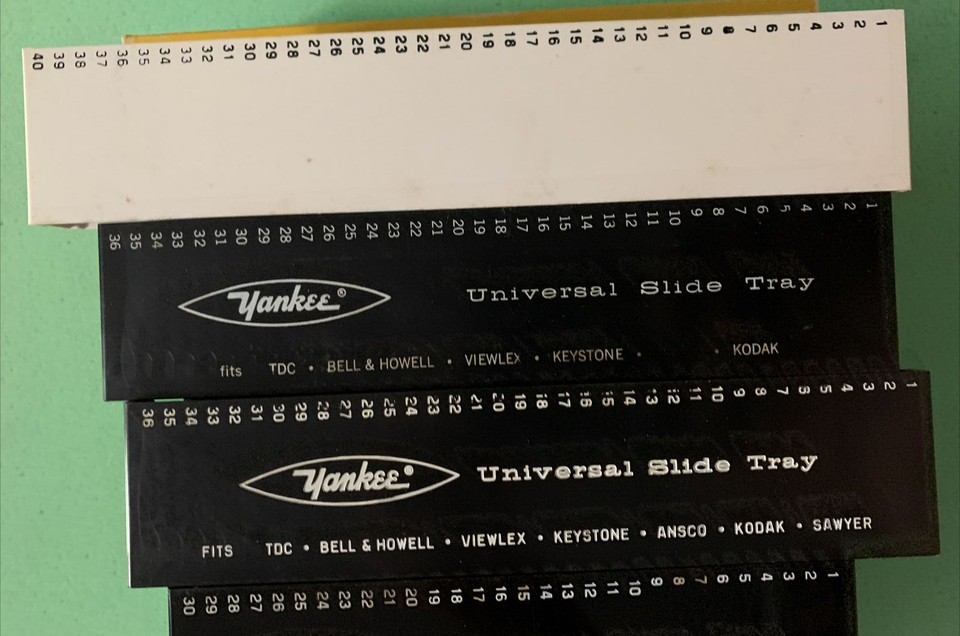 40 39 38 37 36 35 34 33 32 31 30 29 28 27 26 25 24 23 22 21 20 19 18 17 16 15 14 13 12 11 10 9 8 7 6 5 4 3 2 1
36 35 34 33 32 31 30 29 28 27 26 25 24 23 22 21 20 19 18 17 16 15 14 13 12 11 10 9 8 7 6 5 4 3 2 1
Yankee® Universal Slide Tray
fits TDC • BELL & HOWELL • VIEWLEX • KEYSTONE • • KODAK
36 35 34 33 32 31 30 29 28 27 26 25 24 23 22 21 20 19 18 17 16 15 14 13 12 11 10 9 8 7 6 5 4 3 2 1
Yankee® Universal Slide Tray
FITS TDC • BELL & HOWELL • VIEWLEX • KEYSTONE • ANSCO • KODAK • SAWYER
30 29 28 27 26 25 24 23 22 21 20 19 18 17 16 15 14 13 12 11 10 9 8 7 6 5 4 3 2 1